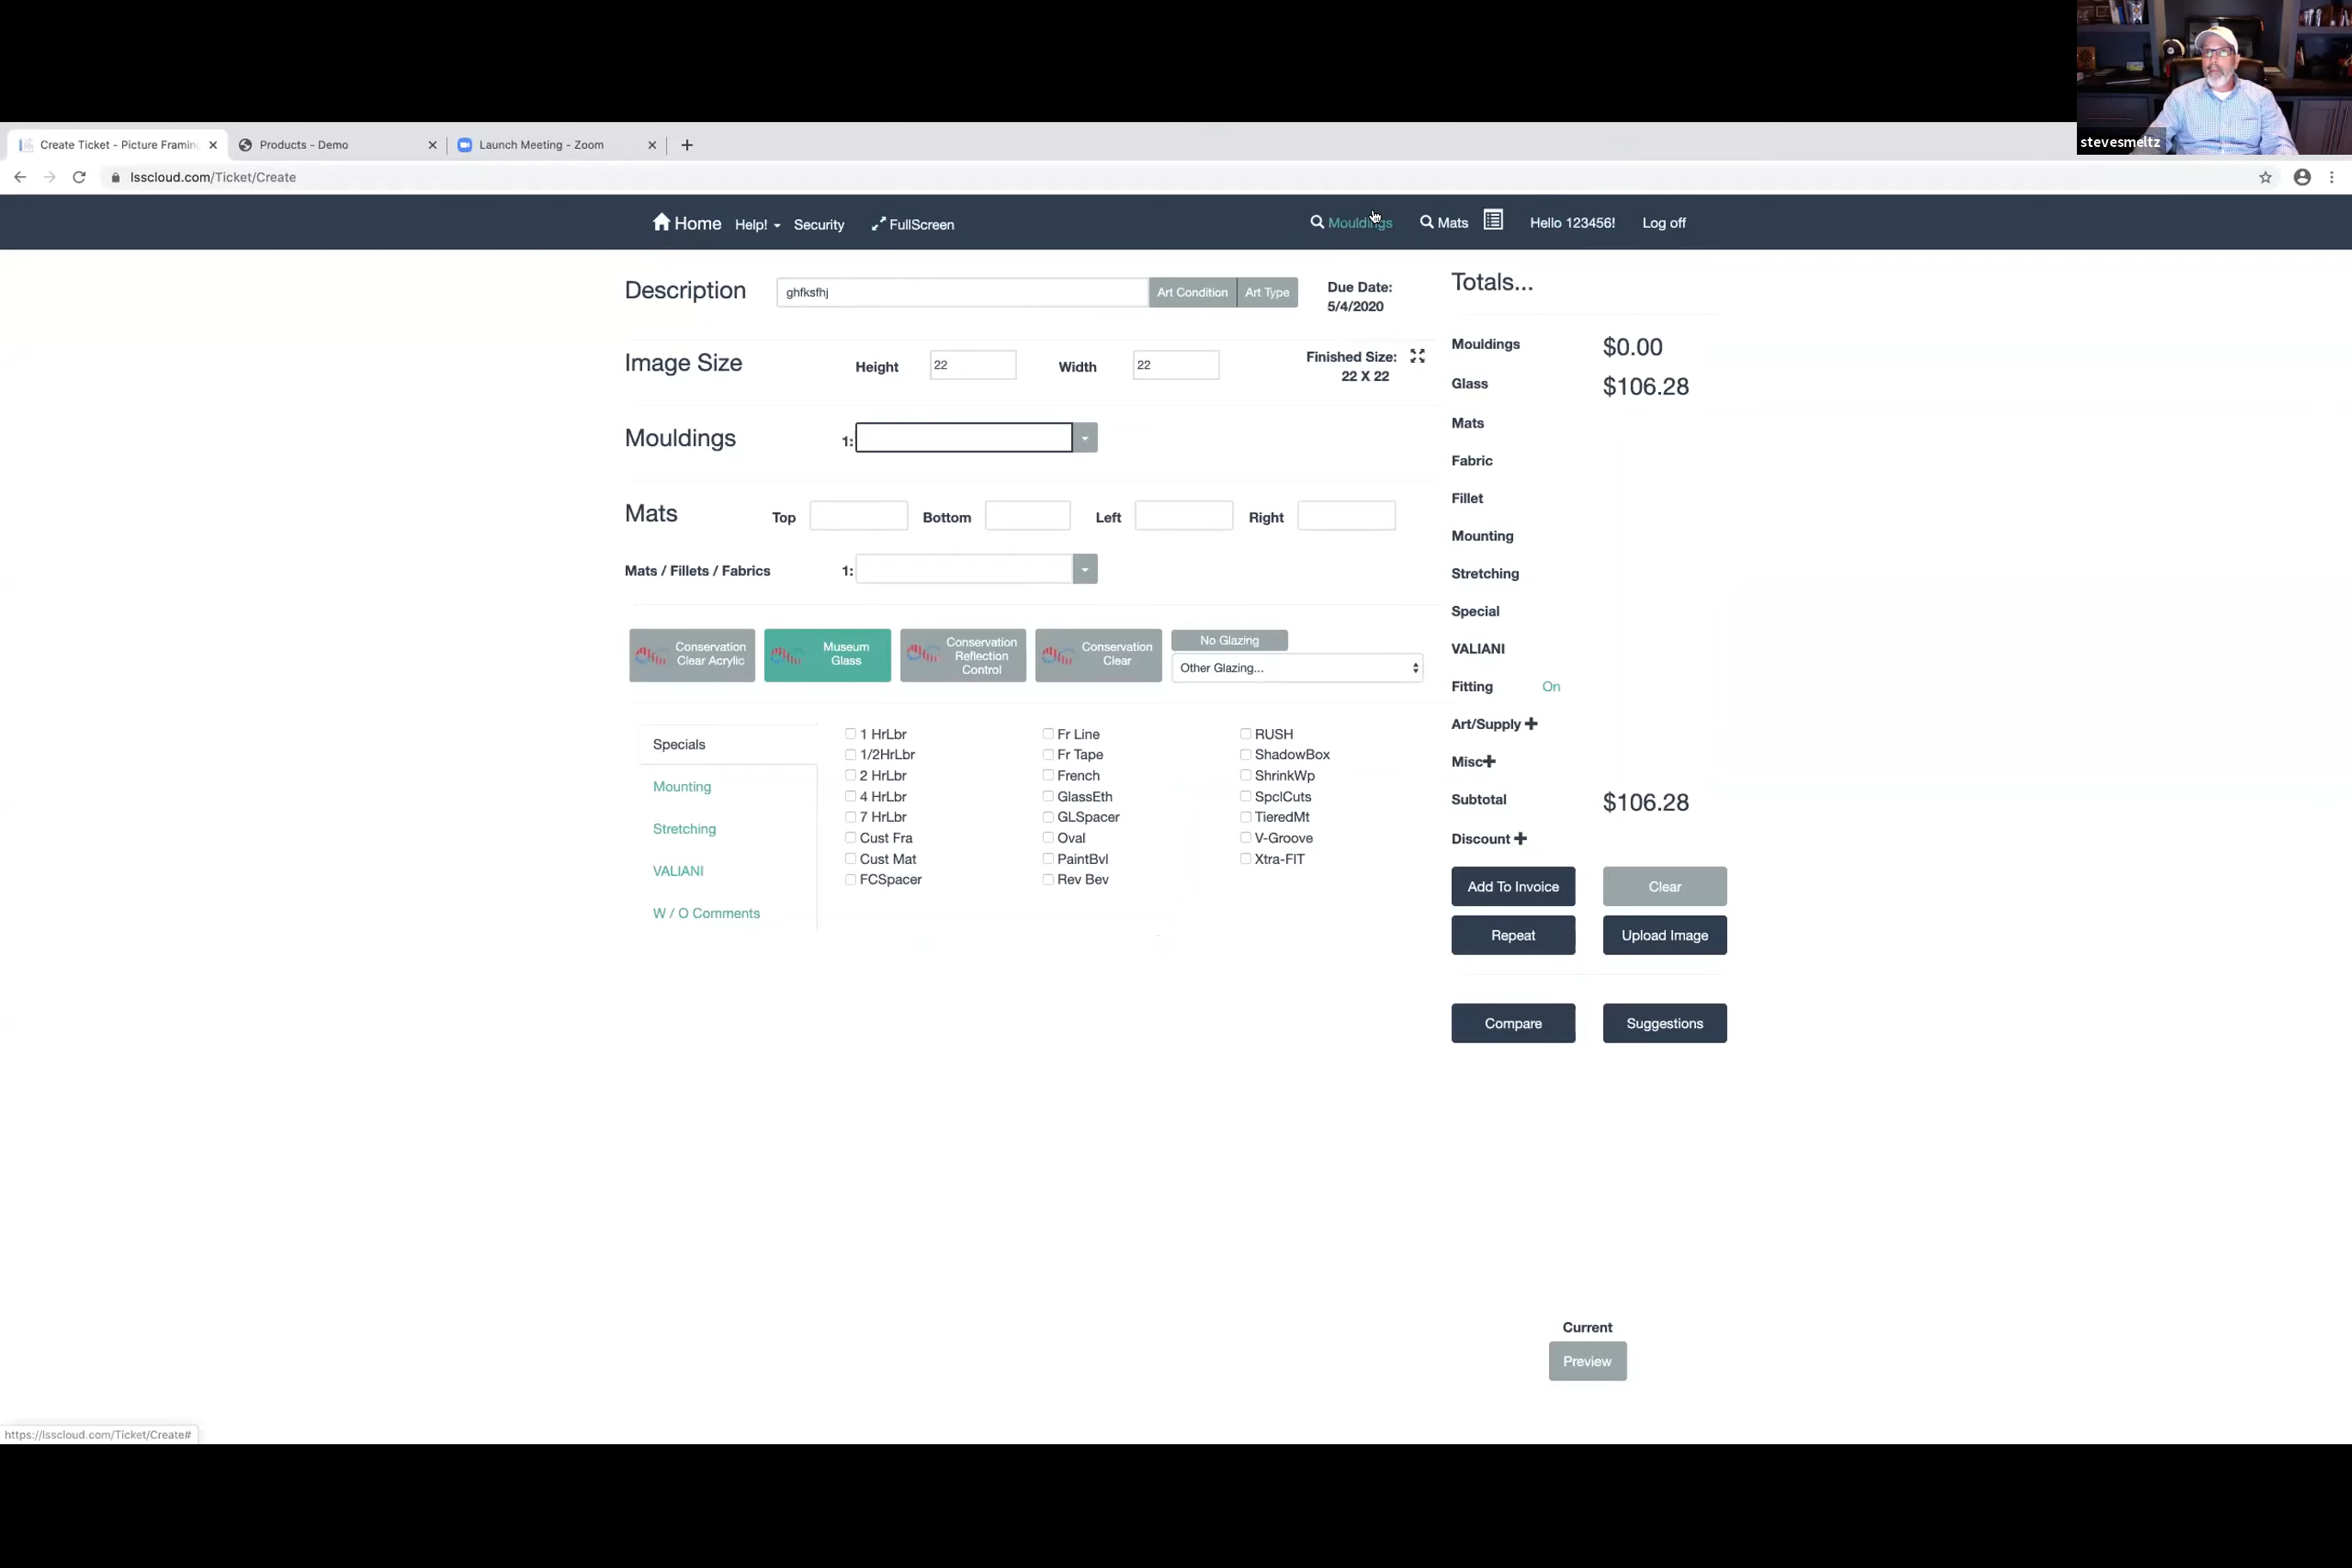 stevesmeltz
Create Ticket - Picture Framing
Products - Demo
Launch Meeting - Zoom
lsscloud.com/Ticket/Create
Home Help! Security FullScreen Mouldings Mats Hello 123456! Log off
Description ghfksfhj Art Condition Art Type Due Date:
5/4/2020
Image Size Height 22 Width 22 Finished Size:
22 X 22
Mouldings 1:
Mats Top Bottom Left Right
Mats / Fillets / Fabrics 1:
Conservation
Clear Acrylic
Museum
Glass
Conservation
Reflection
Control
Conservation
Clear
No Glazing
Other Glazing...
Specials
Mounting
Stretching
VALIANI
W / O Comments
1 HrLbr
1/2HrLbr
2 HrLbr
4 HrLbr
7 HrLbr
Cust Fra
Cust Mat
FCSpacer
Fr Line
Fr Tape
French
GlassEth
GLSpacer
Oval
PaintBvl
Rev Bev
RUSH
ShadowBox
ShrinkWp
SpclCuts
TieredMt
V-Groove
Xtra-FIT
Totals...
Mouldings $0.00
Glass $106.28
Mats
Fabric
Fillet
Mounting
Stretching
Special
VALIANI
Fitting On
Art/Supply
Misc
Subtotal $106.28
Discount
Add To Invoice Clear
Repeat Upload Image
Compare Suggestions
Current
Preview
https://lsscloud.com/Ticket/Create#